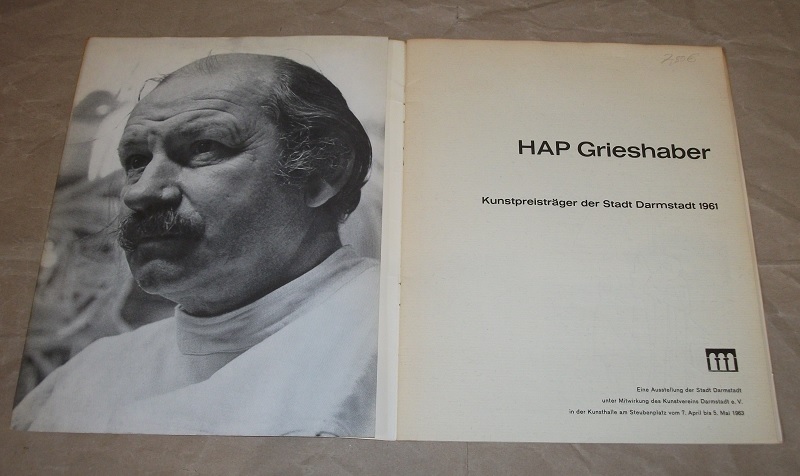 2,50€
HAP Grieshaber
Kunstpreisträger der Stadt Darmstadt 1961
Eine Ausstellung der Stadt Darmstadt
unter Mitwirkung des Kunstvereins Darmstadt e. V.
in der Kunsthalle am Steubenplatz vom 7. April bis 5. Mai 1963